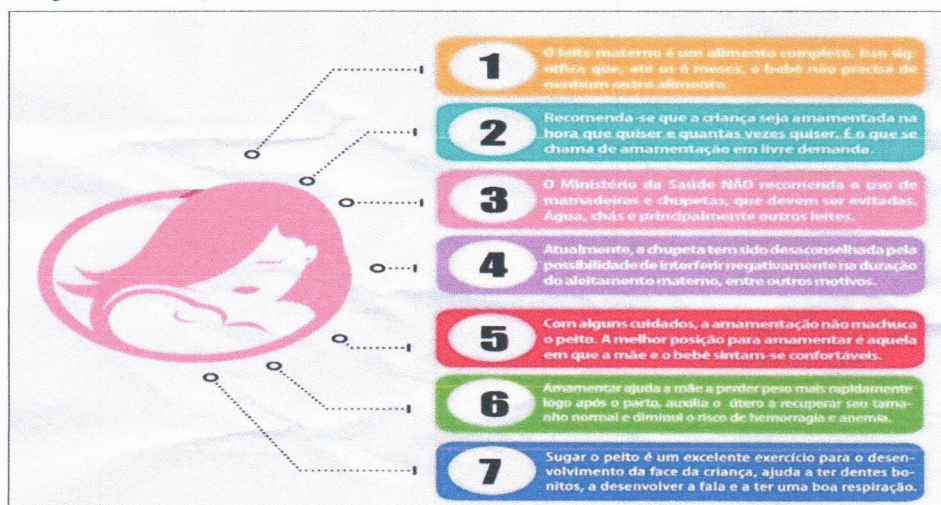 1
O leite materno é um alimento completo. Isso sig
nifica que, até os 6 meses, o bebê não precisa de
nenhum outro alimento.
2
Recomenda-se que a criança seja amamentada na
hora que quiser e quantas vezes quiser. É o que se
chama de amamentação em livre demanda.
3
O Ministério da Saúde NÃO recomenda o uso de
mamadeiras e chupetas, que devem ser evitadas.
Água, chás e principalmente outros leites.
4
Atualmente, a chupeta tem sido desaconselhada pela
possibilidade de interferir negativamente na duração
do aleitamento materno, entre outros motivos.
5
Com alguns cuidados, a amamentação não machuca
o peito. A melhor posição para amamentar é aquela
em que a mãe e o bebê sintam-se confortáveis.
6
Amamentar ajuda a mãe a perder peso mais rapidamente
logo após o parto, auxilia o útero a recuperar seu tama-
nho normal e diminui o risco de hemorragia e anemia.
7
Sugar o peito é um excelente exercício para o desen-
volvimento da face da criança, ajuda a ter dentes bo-
nitos, a desenvolver a fala e a ter uma boa respiração.